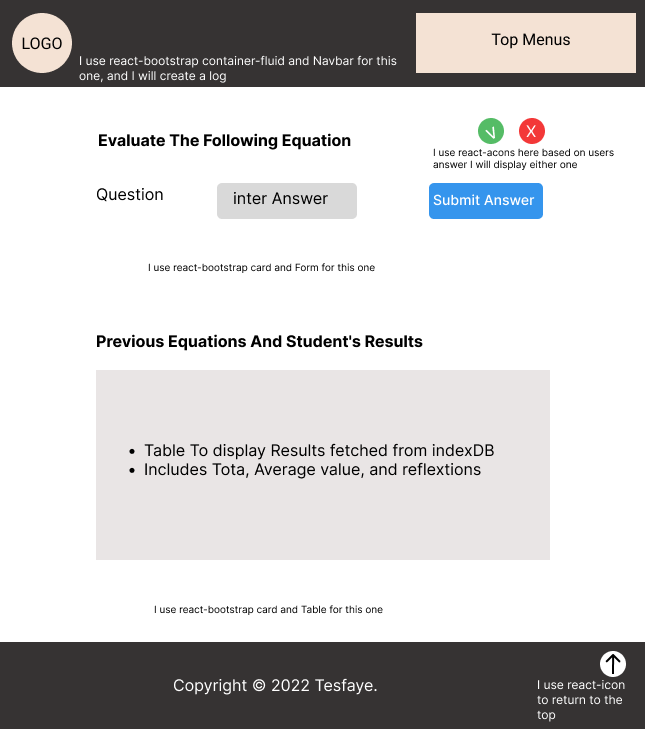 LOGO
I use react-bootstrap container-fluid and Navbar for this
one, and I will create a log
Top Menus
Evaluate The Following Equation
X
I use react-acons here based on users
answer I will display either one
Question
inter Answer
Submit Answer
I use react-bootstrap card and Form for this one
Previous Equations And Student's Results
• Table To display Results fetched from indexDB
• Includes Tota, Average value, and reflextions
I use react-bootstrap card and Table for this one
Copyright © 2022 Tesfaye.
I use react-icon
to return to the
top